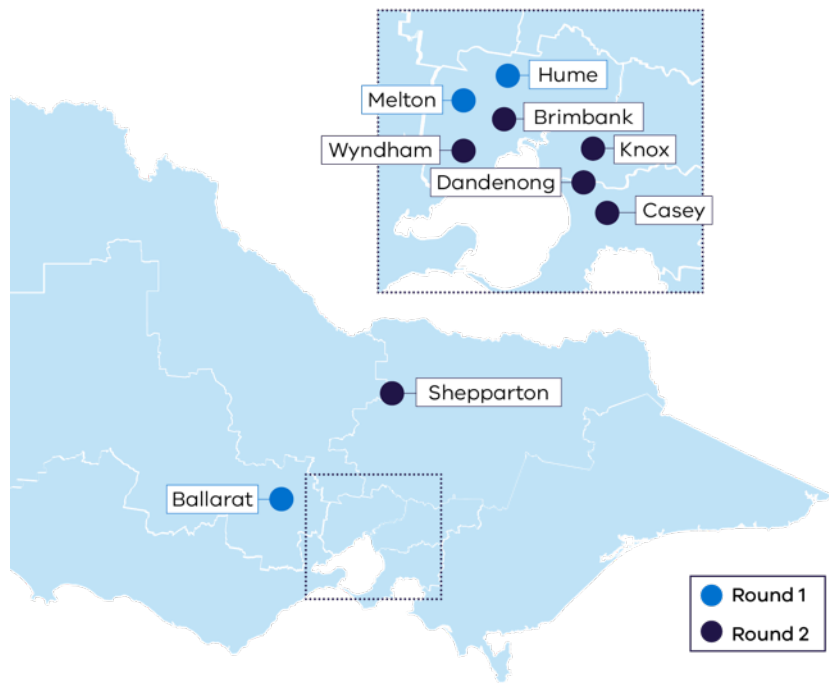 Hume
Melton
Brimbank
Wyndham
Knox
Dandenong
Casey
Shepparton
Ballarat
Round 1
Round 2